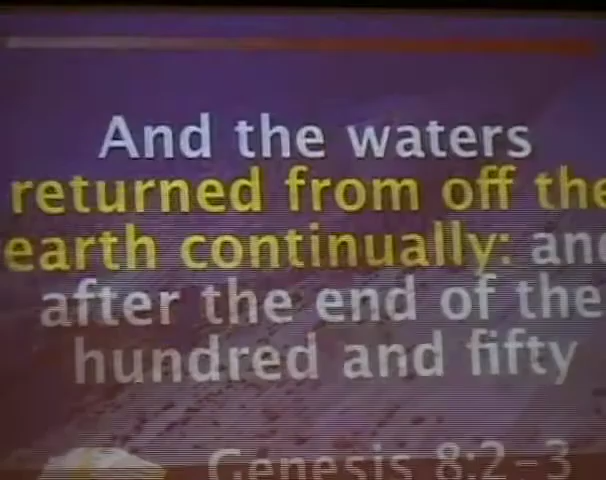 And the waters
returned from off the
earth continually: and
after the end of the
hundred and fifty
Genesis 8:2-3